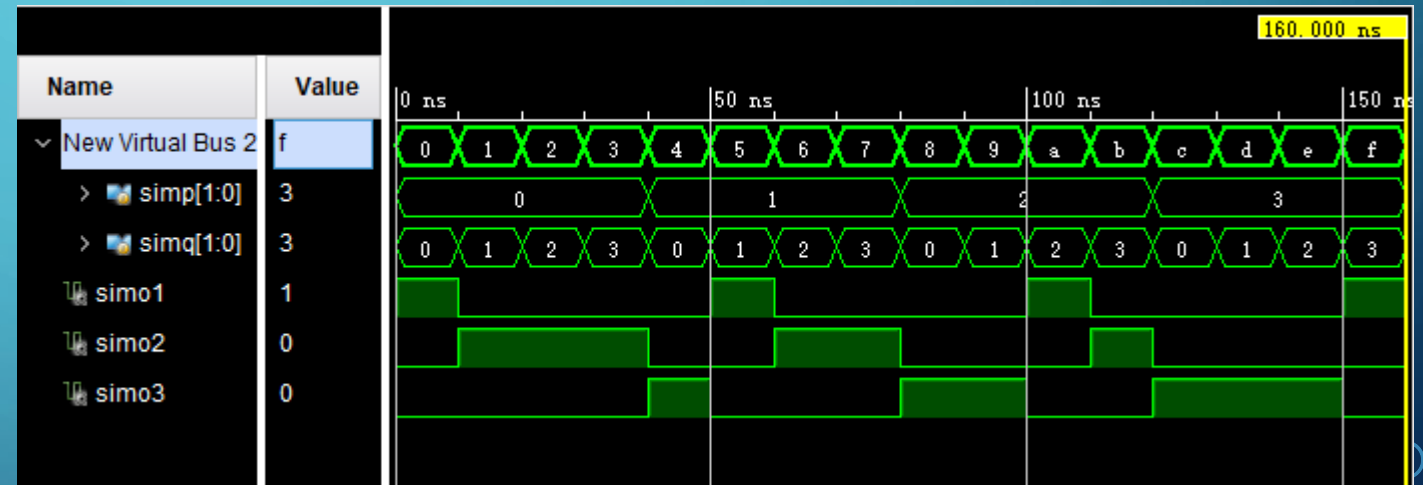 160.000 ns
Name Value
0 ns 50 ns 100 ns 150 n
New Virtual Bus 2 f 0 1 2 3 4 5 6 7 8 9 a b c d e f
simp[1:0] 3 0 1 2 3
simq[1:0] 3 0 1 2 3 0 1 2 3 0 1 2 3 0 1 2 3
simo1 1
simo2 0
simo3 0